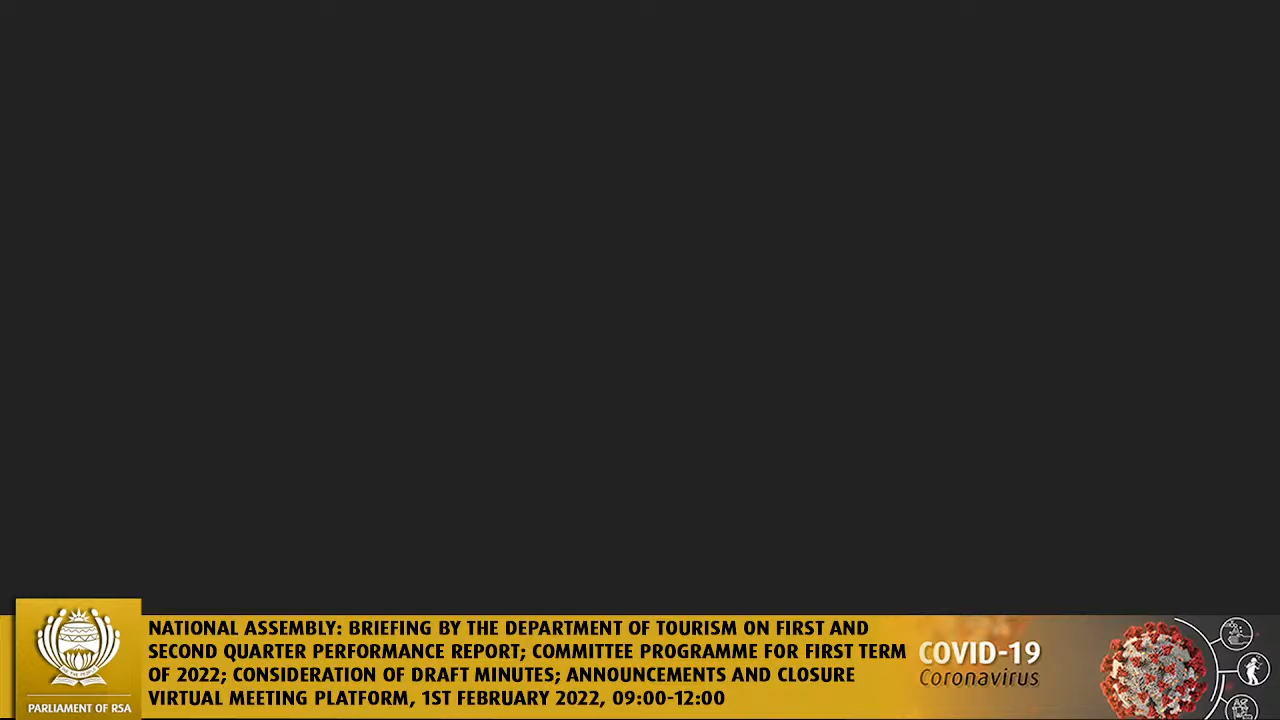 NATIONAL ASSEMBLY: BRIEFING BY THE DEPARTMENT OF TOURISM ON FIRST AND
SECOND QUARTER PERFORMANCE REPORT; COMMITTEE PROGRAMME FOR FIRST TERM
OF 2022; CONSIDERATION OF DRAFT MINUTES; ANNOUNCEMENTS AND CLOSURE
VIRTUAL MEETING PLATFORM, 1ST FEBRUARY 2022, 09:00-12:00
PARLIAMENT OF RSA
COVID-19
Coronavirus